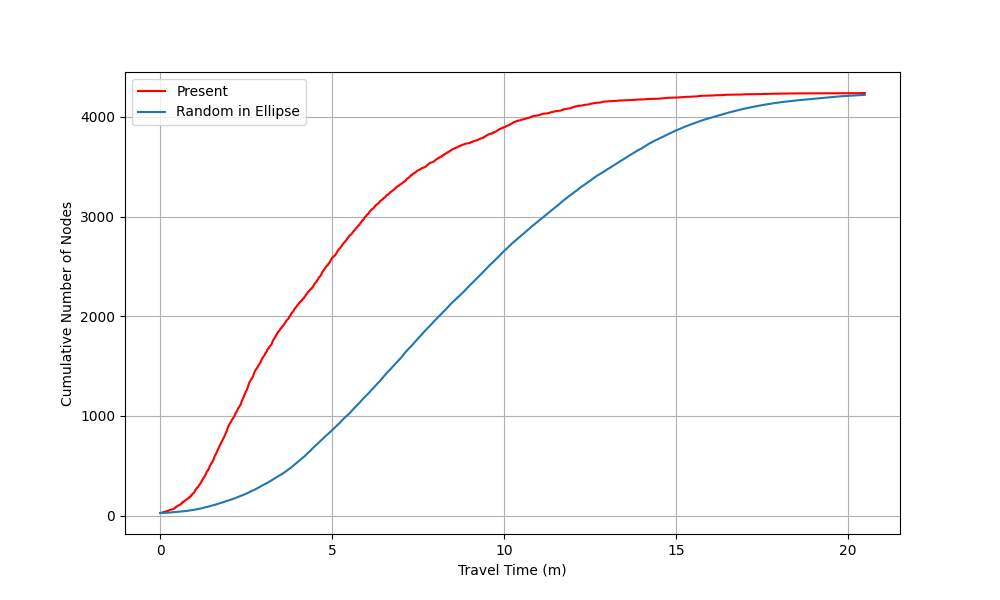 Present
Random in Ellipse
Cumulative Number of Nodes
4000
3000
2000
1000
0
0 5 10 15 20
Travel Time (m)